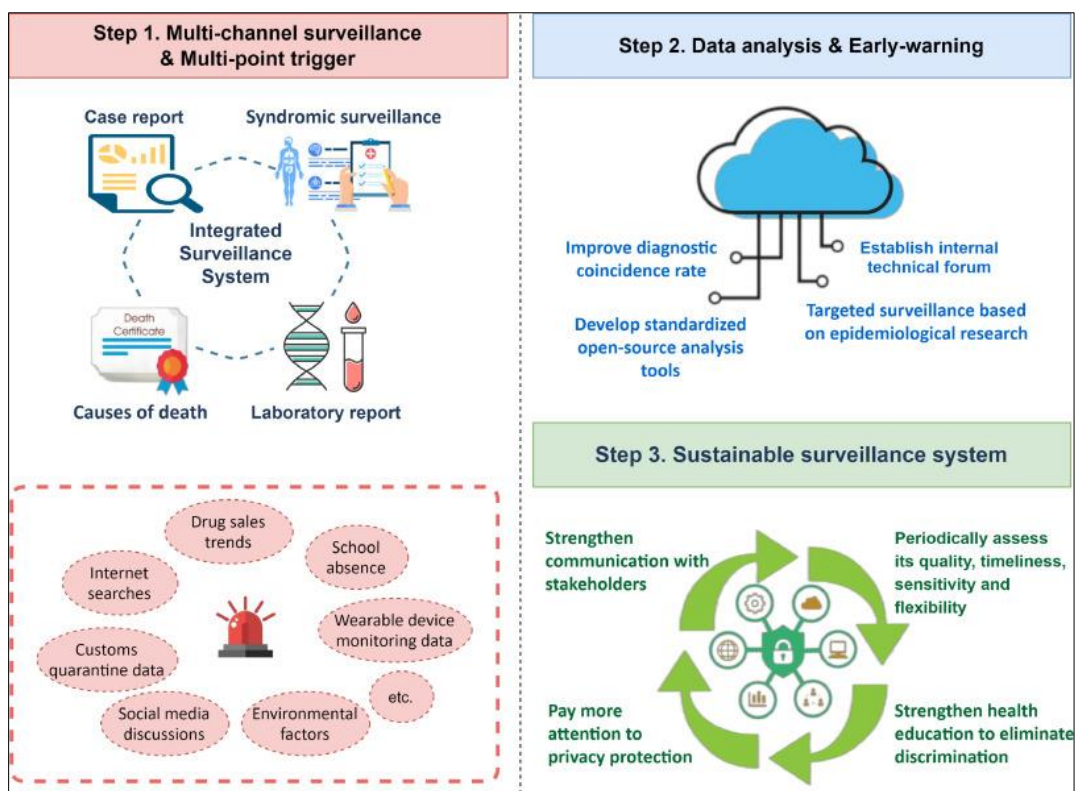 Step 1. Multi-channel surveillance
& Multi-point trigger
Case report
Syndromic surveillance
Integrated
Surveillance
System
Death
Certificate
Causes of death
Laboratory report
Drug sales
trends
School
absence
Internet
searches
Wearable device
monitoring data
Customs
quarantine data
etc.
Social media
discussions
Environmental
factors
Step 2. Data analysis & Early-warning
Improve diagnostic
coincidence rate
Establish internal
technical forum
Develop standardized
open-source analysis
tools
Targeted surveillance based
on epidemiological research
Step 3. Sustainable surveillance system
Strengthen
communication with
stakeholders
Periodically assess
its quality, timeliness,
sensitivity and
flexibility
Pay more
attention to
privacy protection
Strengthen health
education to eliminate
discrimination